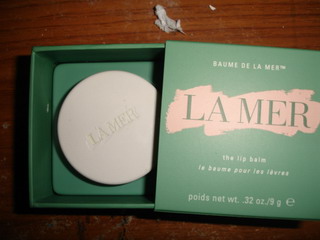 LA MER
BAUME DE LA MER™
LA MER
the lip balm
le baume pour les lèvres
poids net wt. .32 oz/9 g e